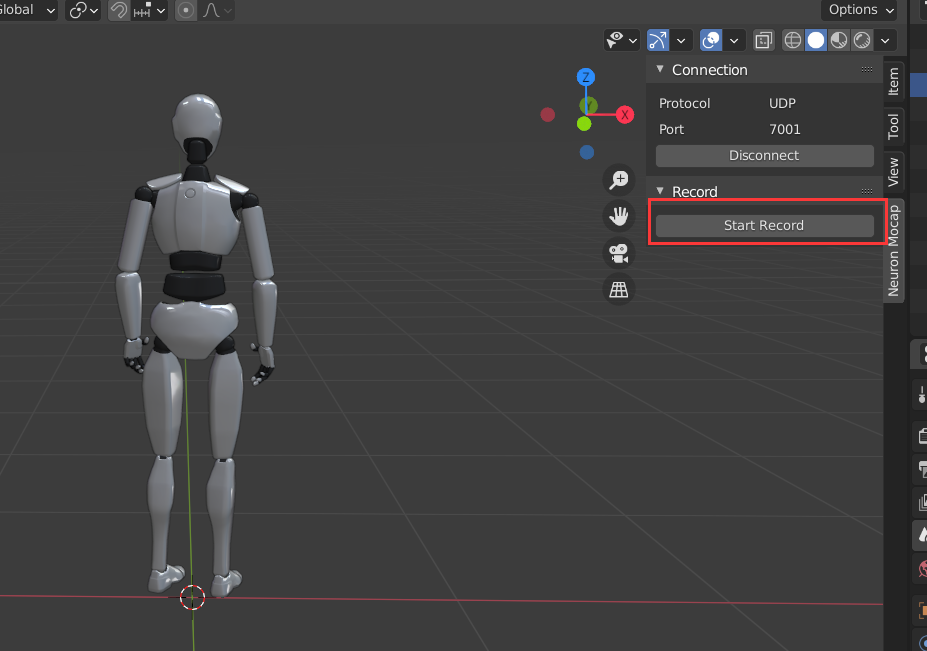 Global
Options
Connection
Protocol UDP
Port 7001
Disconnect
Record
Start Record
Item
Tool
View
Neuron Mocap
Z
Y
X